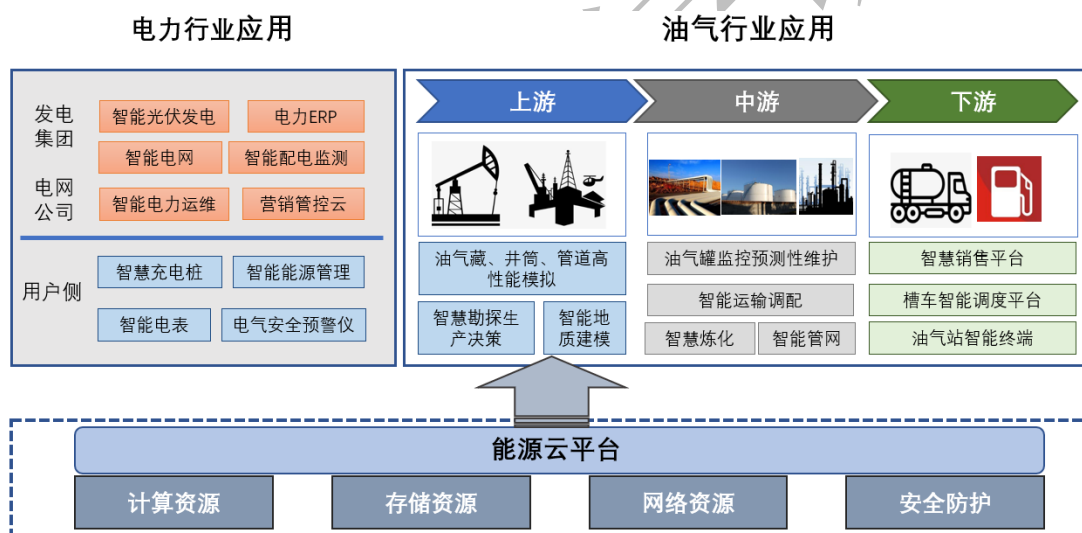 电力行业应用
油气行业应用
发电
集团
智能光伏发电
电力ERP
智能电网
智能配电监测
电网
公司
智能电力运维
营销管控云
用户侧
智慧充电桩
智能能源管理
智能电表
电气安全预警仪
上游
中游
下游
油气藏、井筒、管道高
性能模拟
智慧勘探生
产决策
智能地
质建模
油气罐监控预测性维护
智能运输调配
智慧炼化
智能管网
智慧销售平台
槽车智能调度平台
油气站智能终端
能源云平台
计算资源
存储资源
网络资源
安全防护